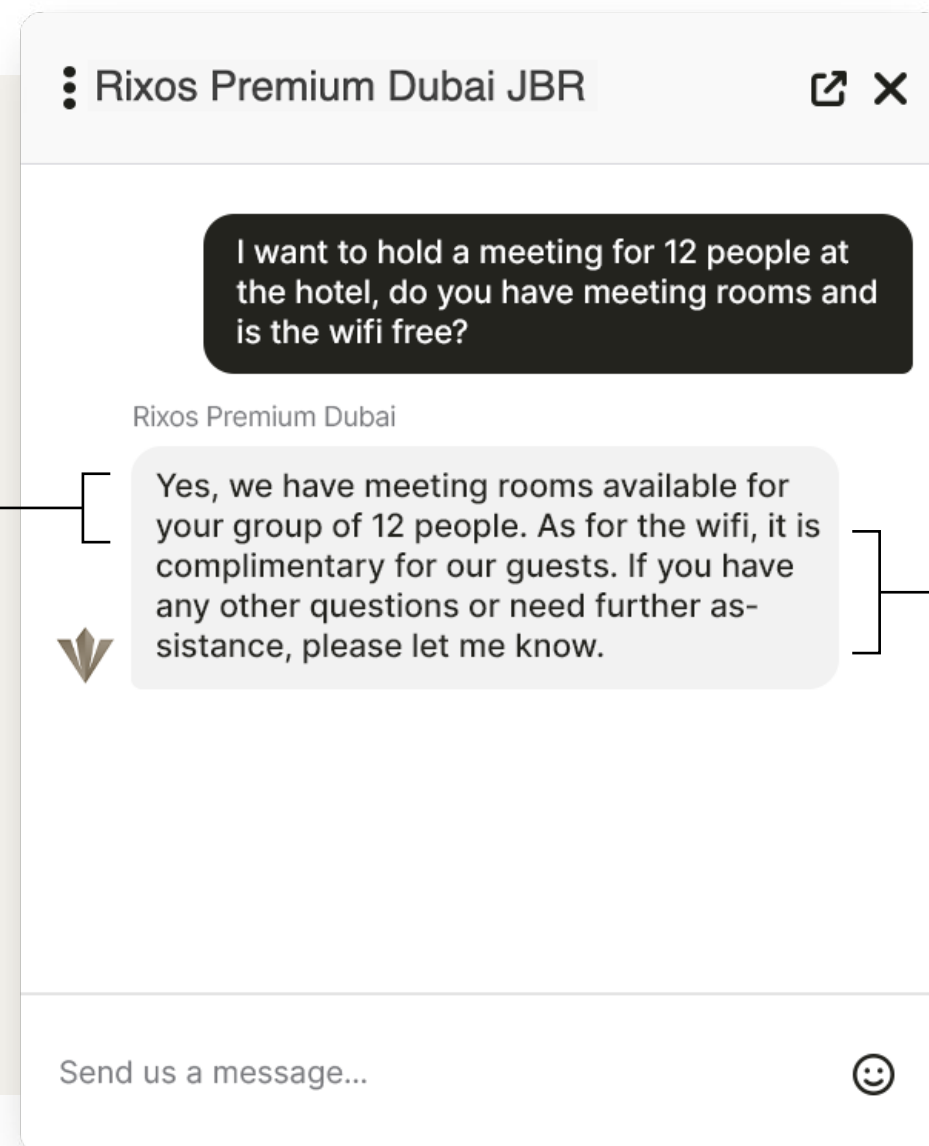 Rixos Premium Dubai JBR
I want to hold a meeting for 12 people at
the hotel, do you have meeting rooms and
is the wifi free?
Rixos Premium Dubai
Yes, we have meeting rooms available for
your group of 12 people. As for the wifi, it is
complimentary for our guests. If you have
any other questions or need further as-
sistance, please let me know.
Send us a message...